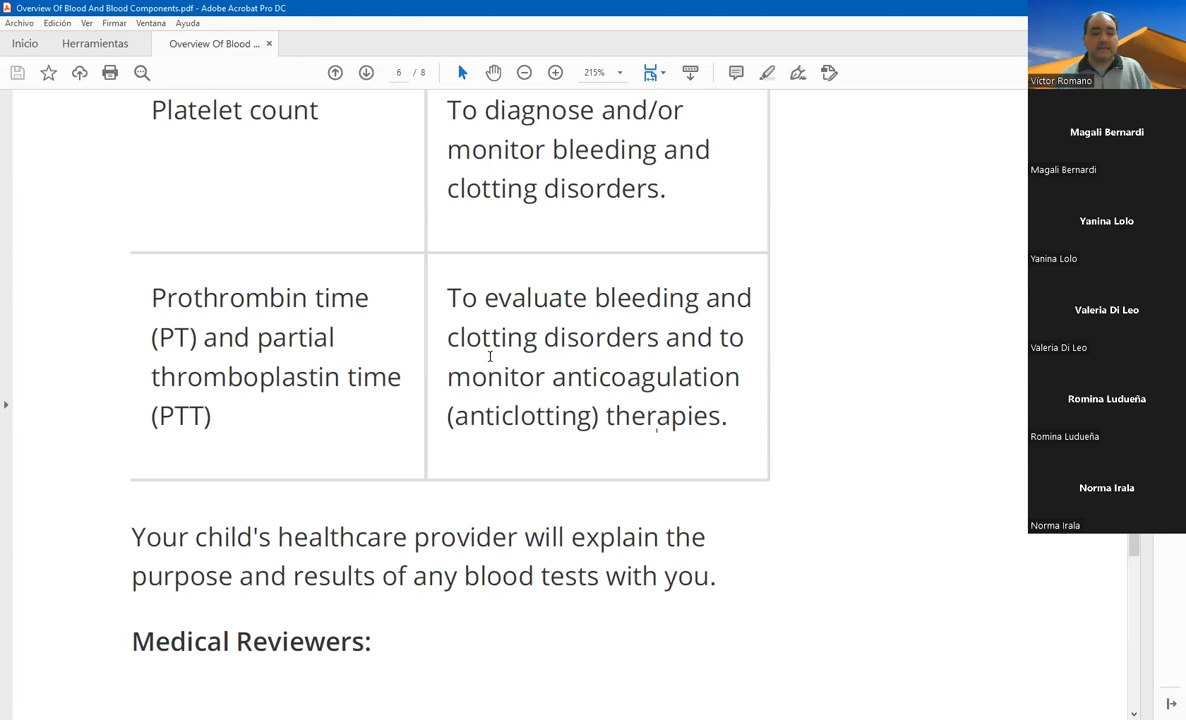 Overview Of Blood And Blood Components.pdf - Adobe Acrobat Pro DC
Archivo Edición Ver Firmar Ventana Ayuda
Inicio Herramientas Overview Of Blood ... ×
6 / 8 215%
Platelet count
To diagnose and/or
monitor bleeding and
clotting disorders.
Prothrombin time
(PT) and partial
thromboplastin time
(PTT)
To evaluate bleeding and
clotting disorders and to
monitor anticoagulation
(anticlotting) therapies.
Your child's healthcare provider will explain the
purpose and results of any blood tests with you.
Medical Reviewers:
Víctor Romano
Magali Bernardi
Magali Bernardi
Yanina Lolo
Yanina Lolo
Valeria Di Leo
Valeria Di Leo
Romina Ludueña
Romina Ludueña
Norma Irala
Norma Irala